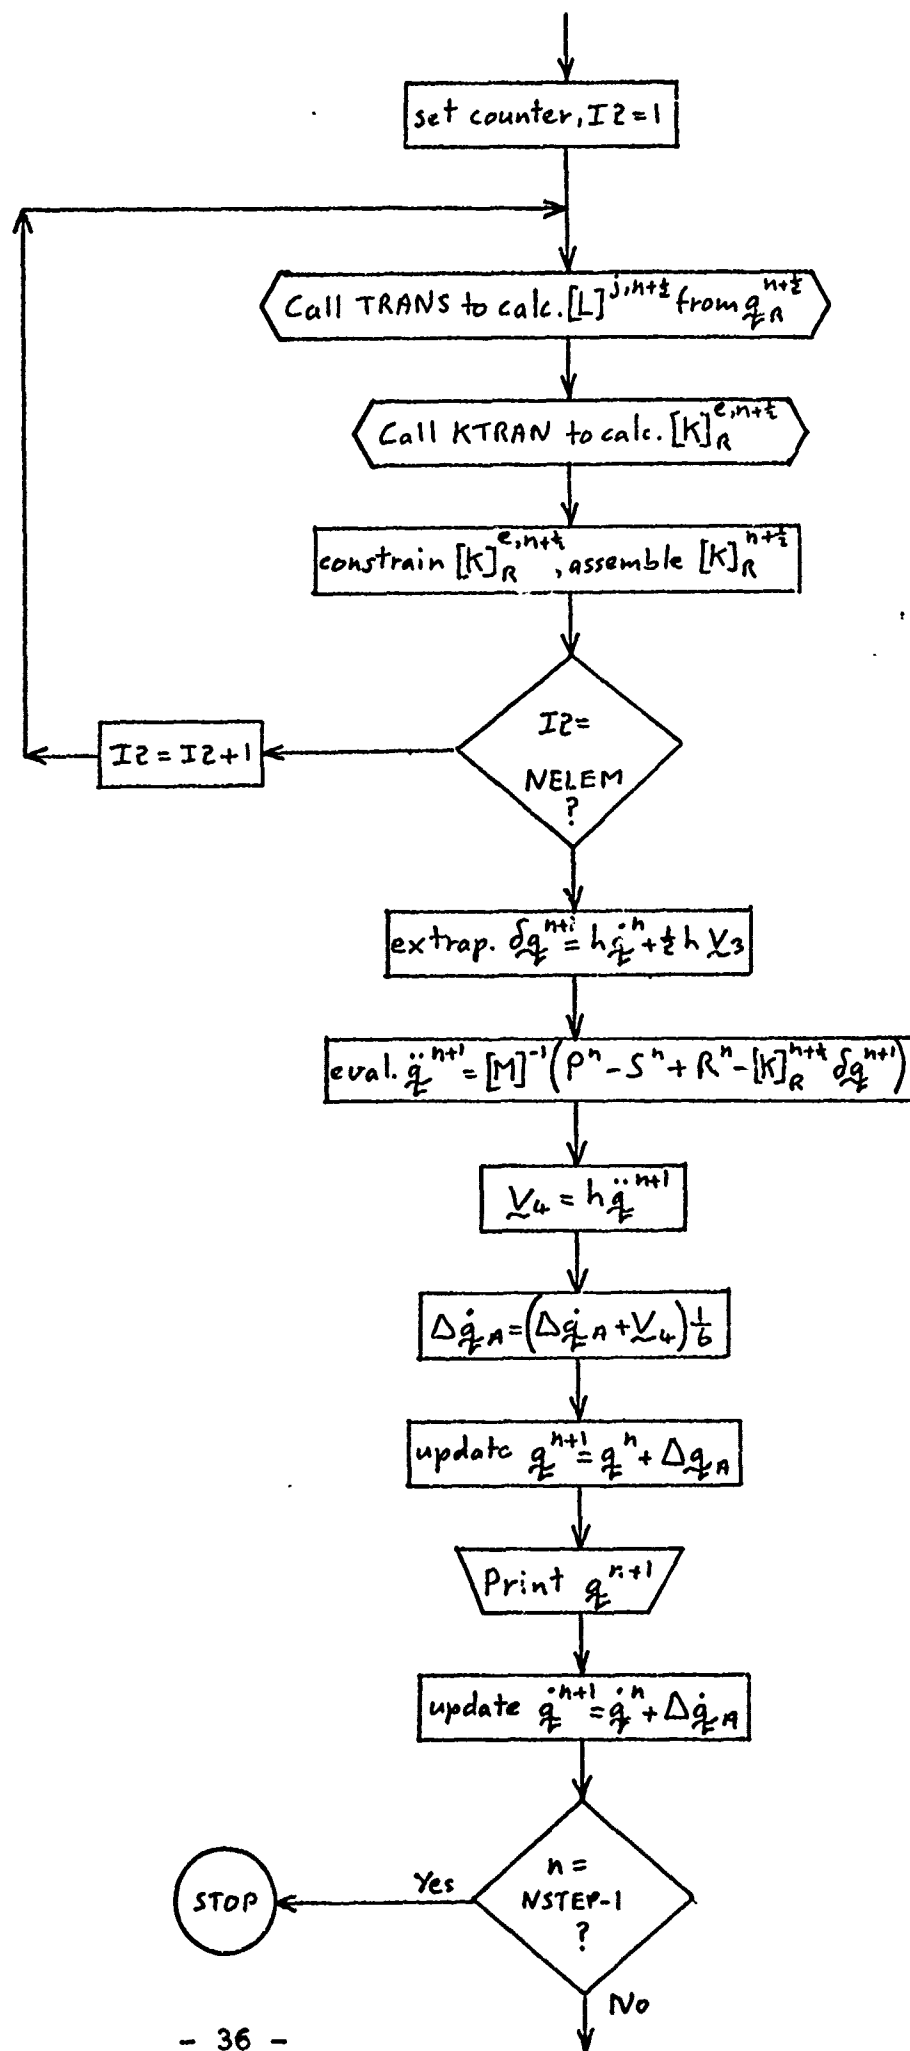 set counter, I2=1
Call TRANS to calc. [L]^{j,n+½} from q_R^{n+½}
Call KTRAN to calc. [K]_R^{e,n+½}
constrain [K]_R^{e,n+½}, assemble [K]_R^{n+½}
I2=
NELEM
?
I2=I2+1
extrap. δq^{n+1} = h q̇^n + ½ h V_3
eval. q̈^{n+1} = [M]^{-1} (P^n - S^n + R^n - [K]_R^{n+½} δq^{n+1})
V_4 = h q̈^{n+1}
Δq̇_A = (Δq̇_A + V_4) 1/6
update q^{n+1} = q^n + Δq_A
Print q^{n+1}
update q̇^{n+1} = q̇^n + Δq̇_A
n =
NSTEP-1
?
Yes
STOP
No
- 36 -